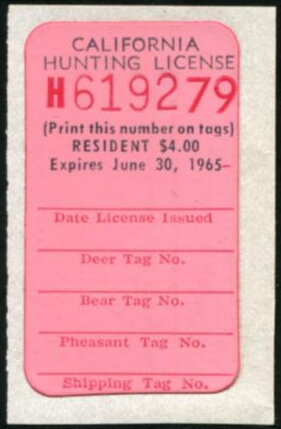 CALIFORNIA
HUNTING LICENSE
H619279
(Print this number on tags)
RESIDENT $4.00
Expires June 30, 1965-
Date License Issued
Deer Tag No.
Bear Tag No.
Pheasant Tag No.
Shipping Tag No.